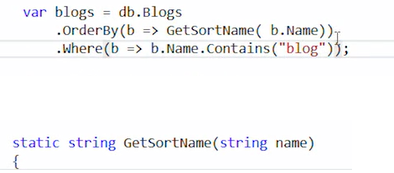 var blogs = db.Blogs
.OrderBy(b => GetSortName( b.Name))
.Where(b => b.Name.Contains("blog"));
static string GetSortName(string name)
{